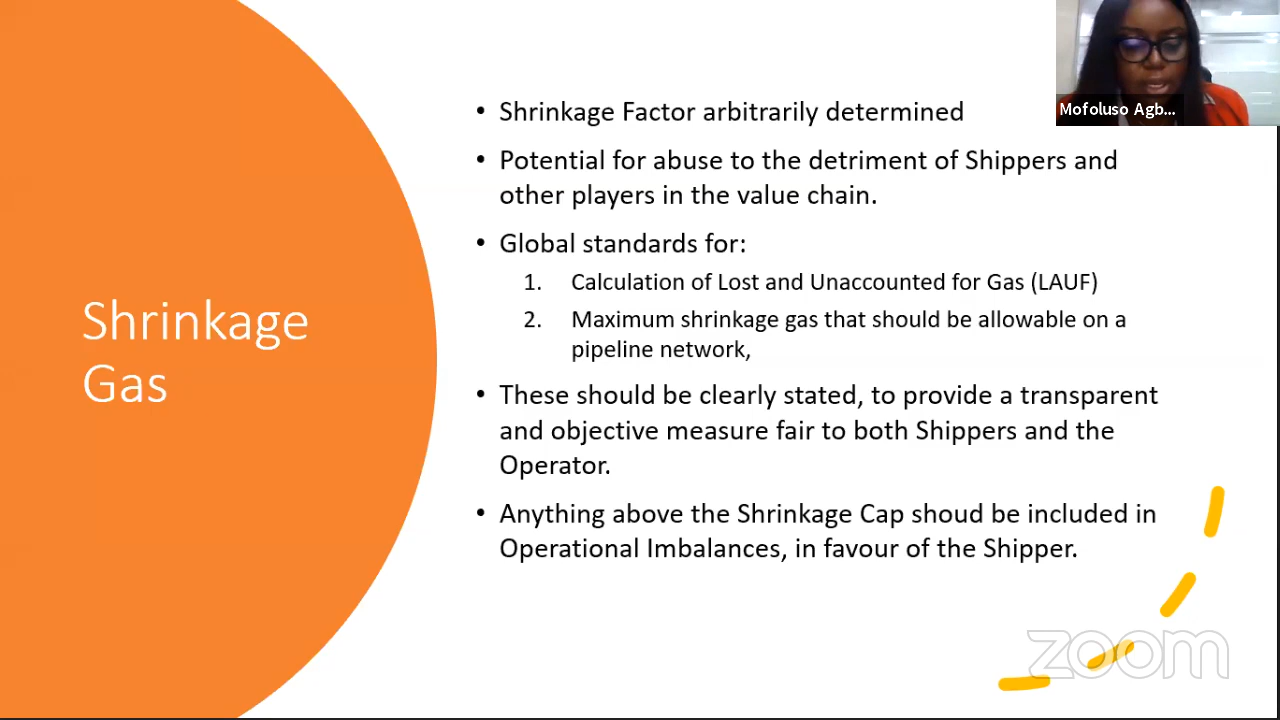 Shrinkage
Gas
• Shrinkage Factor arbitrarily determined
• Potential for abuse to the detriment of Shippers and
other players in the value chain.
• Global standards for:
1. Calculation of Lost and Unaccounted for Gas (LAUF)
2. Maximum shrinkage gas that should be allowable on a
pipeline network,
• These should be clearly stated, to provide a transparent
and objective measure fair to both Shippers and the
Operator.
• Anything above the Shrinkage Cap shoud be included in
Operational Imbalances, in favour of the Shipper.
Mofoluso Agb...
zoom